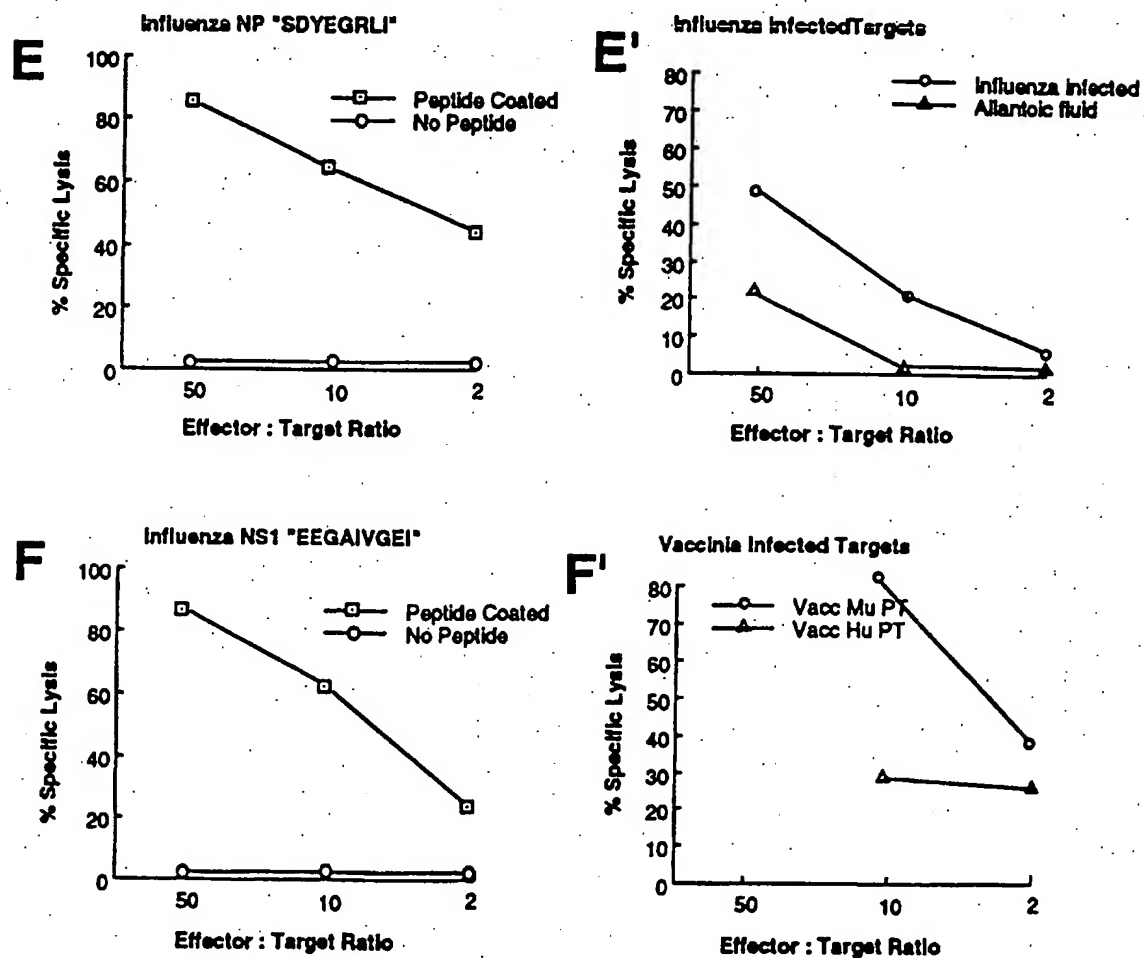 E
Influenza NP "SDYEGRLI"
100
80
60
40
20
0
% Specific Lysis
Peptide Coated
No Peptide
50 10 2
Effector : Target Ratio
E'
Influenza InfectedTargets
80
70
60
50
40
30
20
10
0
% Specific Lysis
Influenza Infected
Allantoic fluid
50 10 2
Effector : Target Ratio
F
Influenza NS1 "EEGAIVGEI"
100
80
60
40
20
0
% Specific Lysis
Peptide Coated
No Peptide
50 10 2
Effector : Target Ratio
F'
Vaccinia Infected Targets
80
70
60
50
40
30
20
10
0
% Specific Lysis
Vacc Mu PT
Vacc Hu PT
50 10 2
Effector : Target Ratio